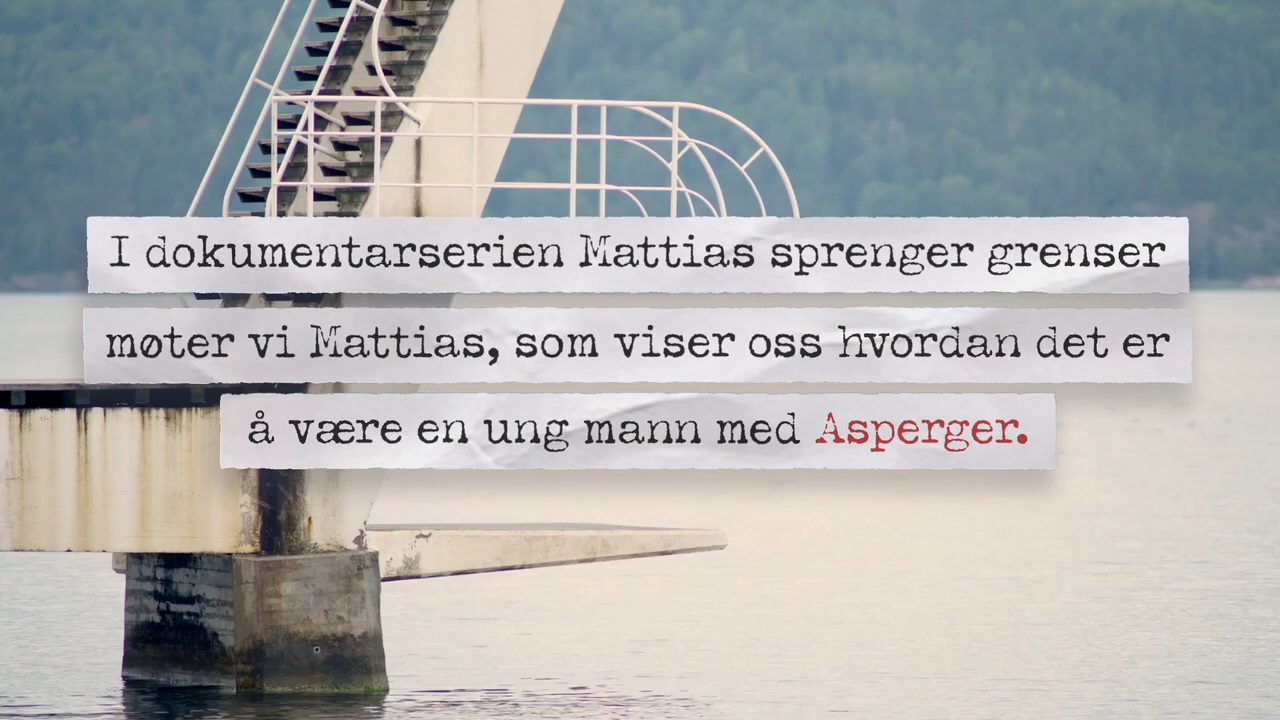 I dokumentarserien Mattias sprenger grenser
møter vi Mattias, som viser oss hvordan det er
å være en ung mann med Asperger.